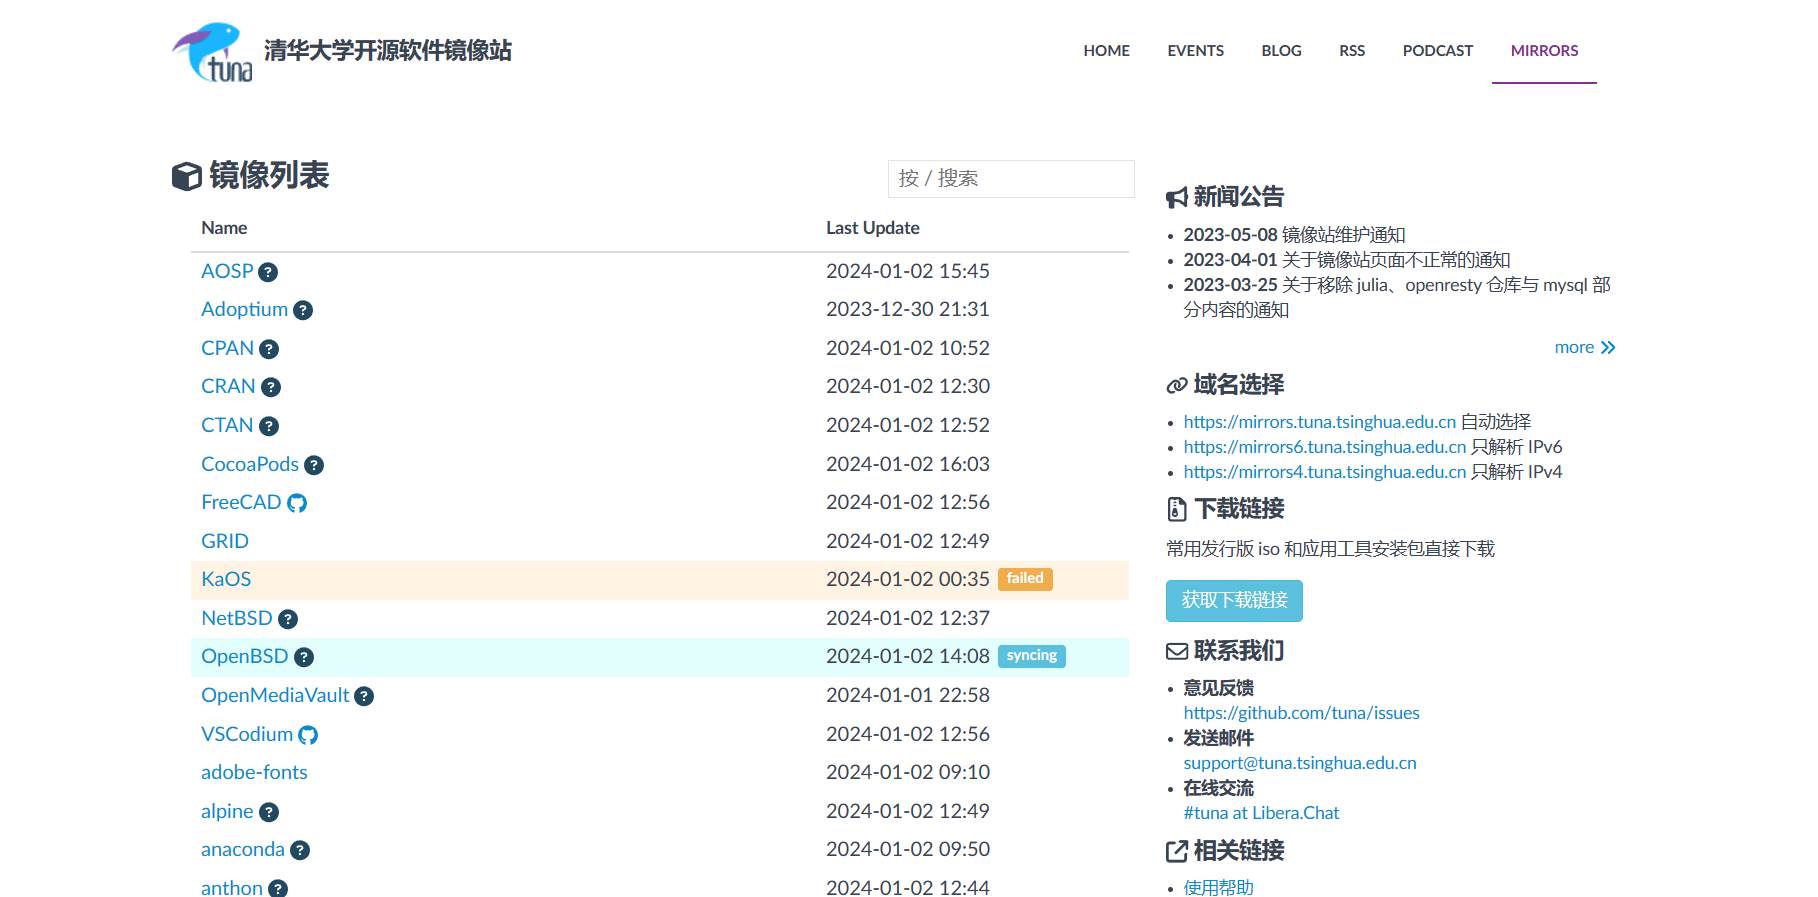 tuna
清华大学开源软件镜像站
HOME EVENTS BLOG RSS PODCAST MIRRORS
镜像列表
按 / 搜索
Name Last Update
AOSP ? 2024-01-02 15:45
Adoptium ? 2023-12-30 21:31
CPAN ? 2024-01-02 10:52
CRAN ? 2024-01-02 12:30
CTAN ? 2024-01-02 12:52
CocoaPods ? 2024-01-02 16:03
FreeCAD 2024-01-02 12:56
GRID 2024-01-02 12:49
KaOS 2024-01-02 00:35 failed
NetBSD ? 2024-01-02 12:37
OpenBSD ? 2024-01-02 14:08 syncing
OpenMediaVault ? 2024-01-01 22:58
VSCodium 2024-01-02 12:56
adobe-fonts 2024-01-02 09:10
alpine ? 2024-01-02 12:49
anaconda ? 2024-01-02 09:50
anthon ? 2024-01-02 12:44
新闻公告
2023-05-08 镜像站维护通知
2023-04-01 关于镜像站页面不正常的通知
2023-03-25 关于移除 julia、openresty 仓库与 mysql 部
分内容的通知
more
域名选择
https://mirrors.tuna.tsinghua.edu.cn 自动选择
https://mirrors6.tuna.tsinghua.edu.cn 只解析 IPv6
https://mirrors4.tuna.tsinghua.edu.cn 只解析 IPv4
下载链接
常用发行版 iso 和应用工具安装包直接下载
获取下载链接
联系我们
意见反馈
https://github.com/tuna/issues
发送邮件
support@tuna.tsinghua.edu.cn
在线交流
#tuna at Libera.Chat
相关链接
使用帮助